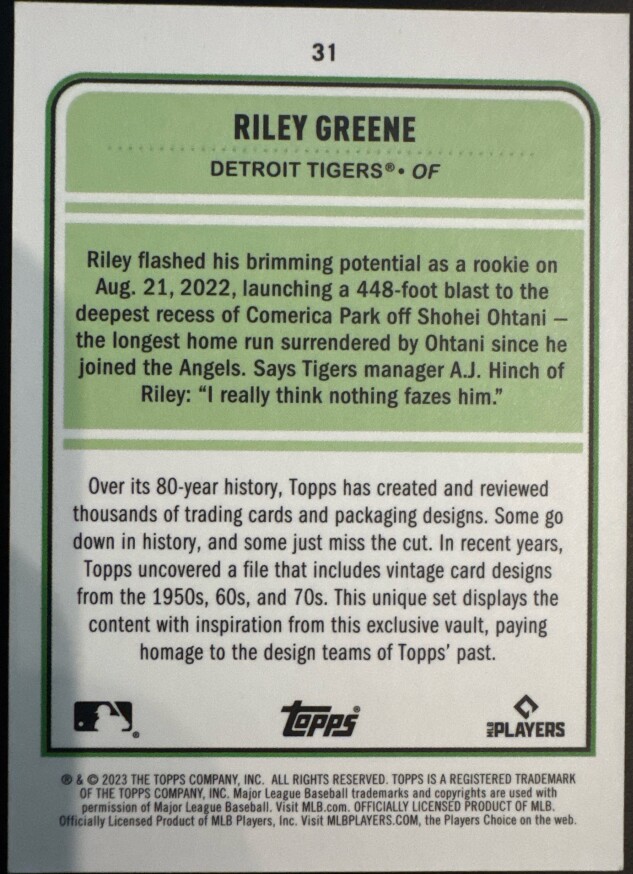 31
RILEY GREENE
DETROIT TIGERS®• OF
Riley flashed his brimming potential as a rookie on
Aug. 21, 2022, launching a 448-foot blast to the
deepest recess of Comerica Park off Shohei Ohtani –
the longest home run surrendered by Ohtani since he
joined the Angels. Says Tigers manager A.J. Hinch of
Riley: “I really think nothing fazes him.”
Over its 80-year history, Topps has created and reviewed
thousands of trading cards and packaging designs. Some go
down in history, and some just miss the cut. In recent years,
Topps uncovered a file that includes vintage card designs
from the 1950s, 60s, and 70s. This unique set displays the
content with inspiration from this exclusive vault, paying
homage to the design teams of Topps’ past.
®
Topps®
MLB PLAYERS
® & © 2023 THE TOPPS COMPANY, INC. ALL RIGHTS RESERVED. TOPPS IS A REGISTERED TRADEMARK
OF THE TOPPS COMPANY, INC. Major League Baseball trademarks and copyrights are used with
permission of Major League Baseball. Visit MLB.com. OFFICIALLY LICENSED PRODUCT OF MLB.
Officially Licensed Product of MLB Players, Inc. Visit MLBPLAYERS.COM, the Players Choice on the web.